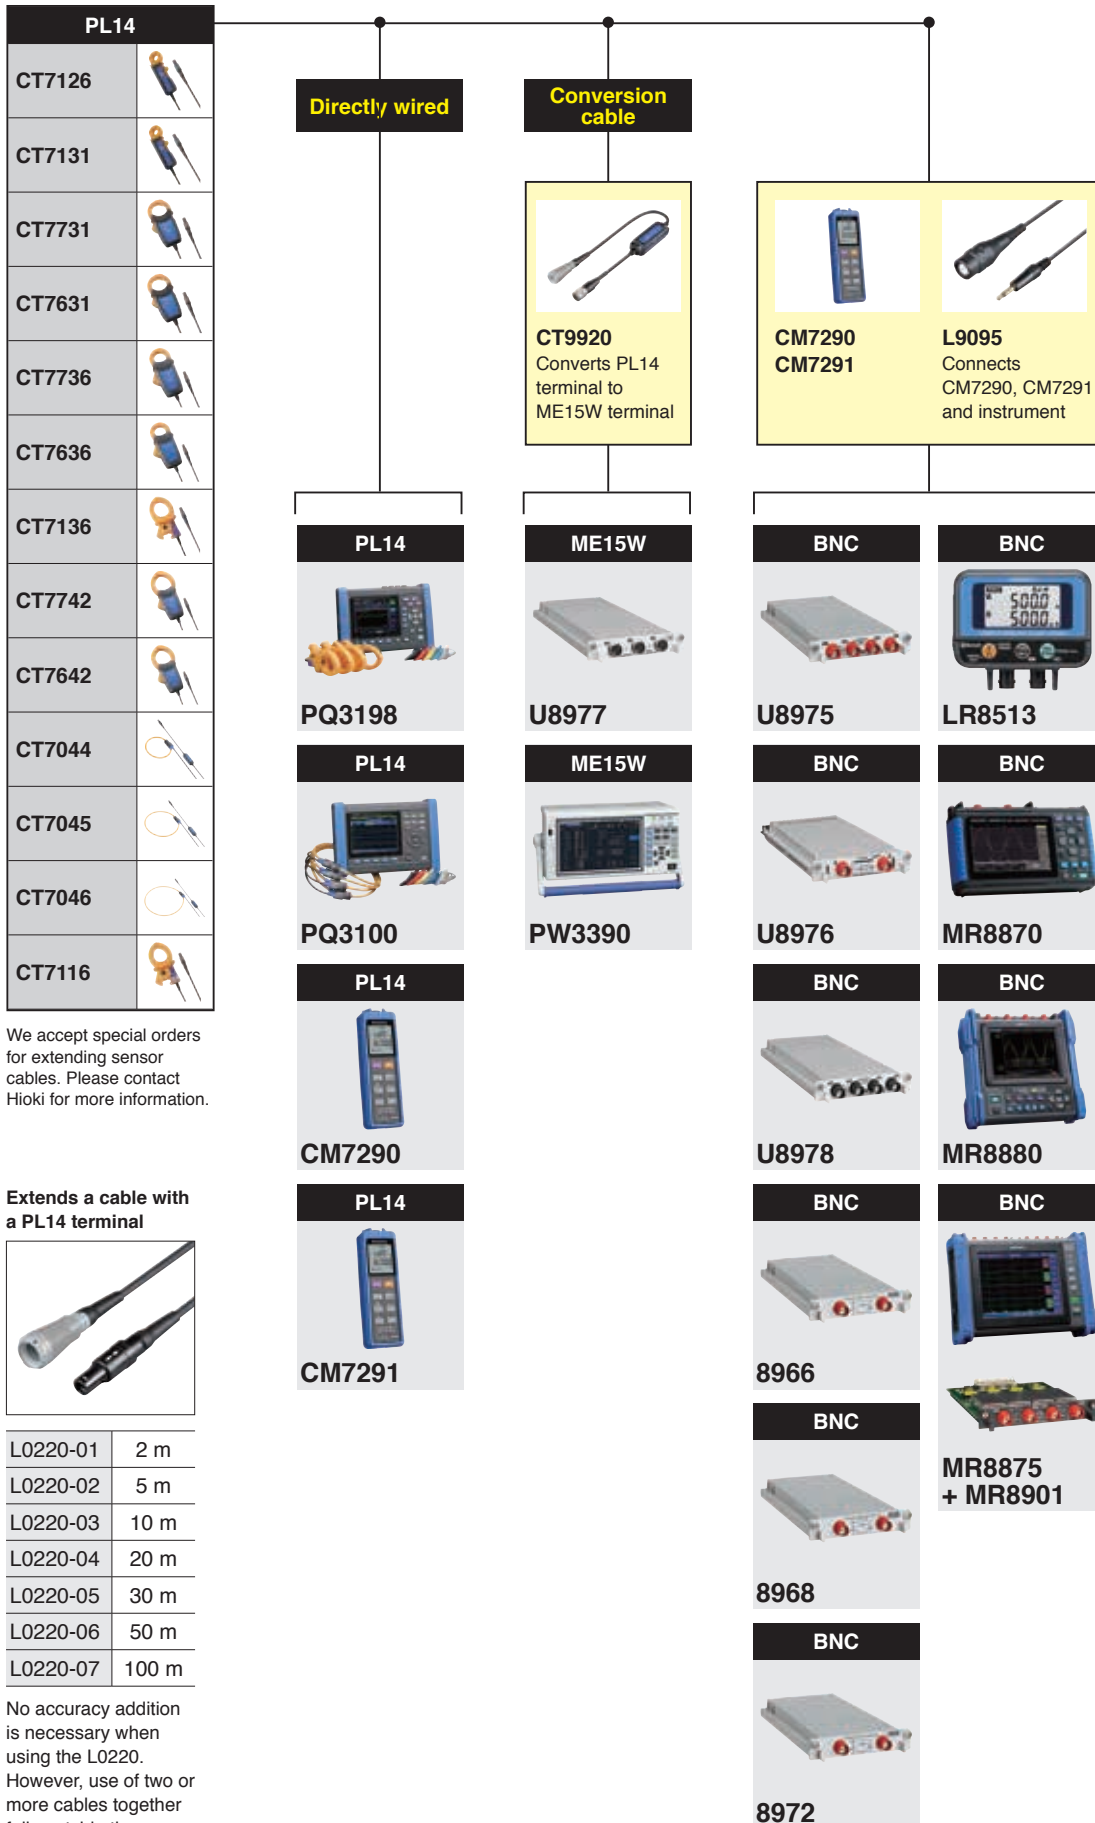 PL14
CT7126
CT7131
CT7731
CT7631
CT7736
CT7636
CT7136
CT7742
CT7642
CT7044
CT7045
CT7046
CT7116
We accept special orders
for extending sensor
cables. Please contact
Hioki for more information.
Extends a cable with
a PL14 terminal
L0220-01 2 m
L0220-02 5 m
L0220-03 10 m
L0220-04 20 m
L0220-05 30 m
L0220-06 50 m
L0220-07 100 m
No accuracy addition
is necessary when
using the L0220.
However, use of two or
more cables together
Directly wired
PL14
PQ3198
PL14
PQ3100
PL14
CM7290
PL14
CM7291
Conversion
cable
CT9920
Converts PL14
terminal to
ME15W terminal
ME15W
U8977
ME15W
PW3390
CM7290
CM7291
L9095
Connects
CM7290, CM7291
and instrument
BNC
U8975
BNC
U8976
BNC
U8978
BNC
8966
BNC
8968
BNC
8972
BNC
500.0
500.0
LR8513
BNC
MR8870
BNC
MR8880
BNC
MR8875
+ MR8901